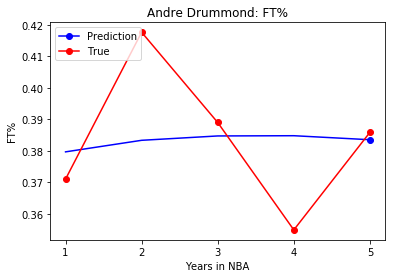 Andre Drummond: FT%
Prediction
True
FT%
0.42
0.41
0.40
0.39
0.38
0.37
0.36
1 2 3 4 5
Years in NBA